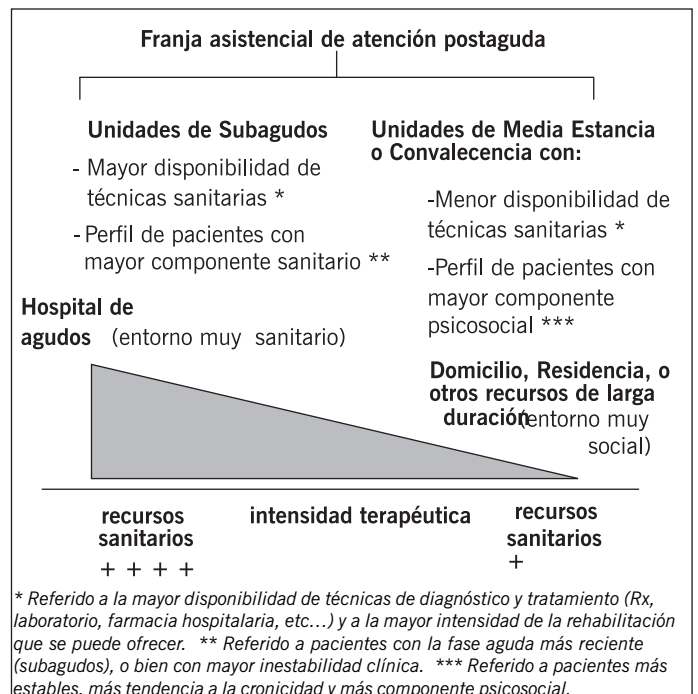 Franja asistencial de atención postaguda
Unidades de Subagudos
- Mayor disponibilidad de
técnicas sanitarias *
- Perfil de pacientes con
mayor componente sanitario **
Unidades de Media Estancia
o Convalecencia con:
-Menor disponibilidad de
técnicas sanitarias *
-Perfil de pacientes con
mayor componente
psicosocial ***
Hospital de
agudos (entorno muy sanitario)
Domicilio, Residencia, o
otros recursos de larga
duración (entorno muy
social)
recursos
sanitarios
+ + + +
intensidad terapéutica
recursos
sanitarios
+
* Referido a la mayor disponibilidad de técnicas de diagnóstico y tratamiento (Rx,
laboratorio, farmacia hospitalaria, etc...) y a la mayor intensidad de la rehabilitación
que se puede ofrecer. ** Referido a pacientes con la fase aguda más reciente
(subagudos), o bien con mayor inestabilidad clínica. *** Referido a pacientes más
estables, más tendencia a la cronicidad y más componente psicosocial.